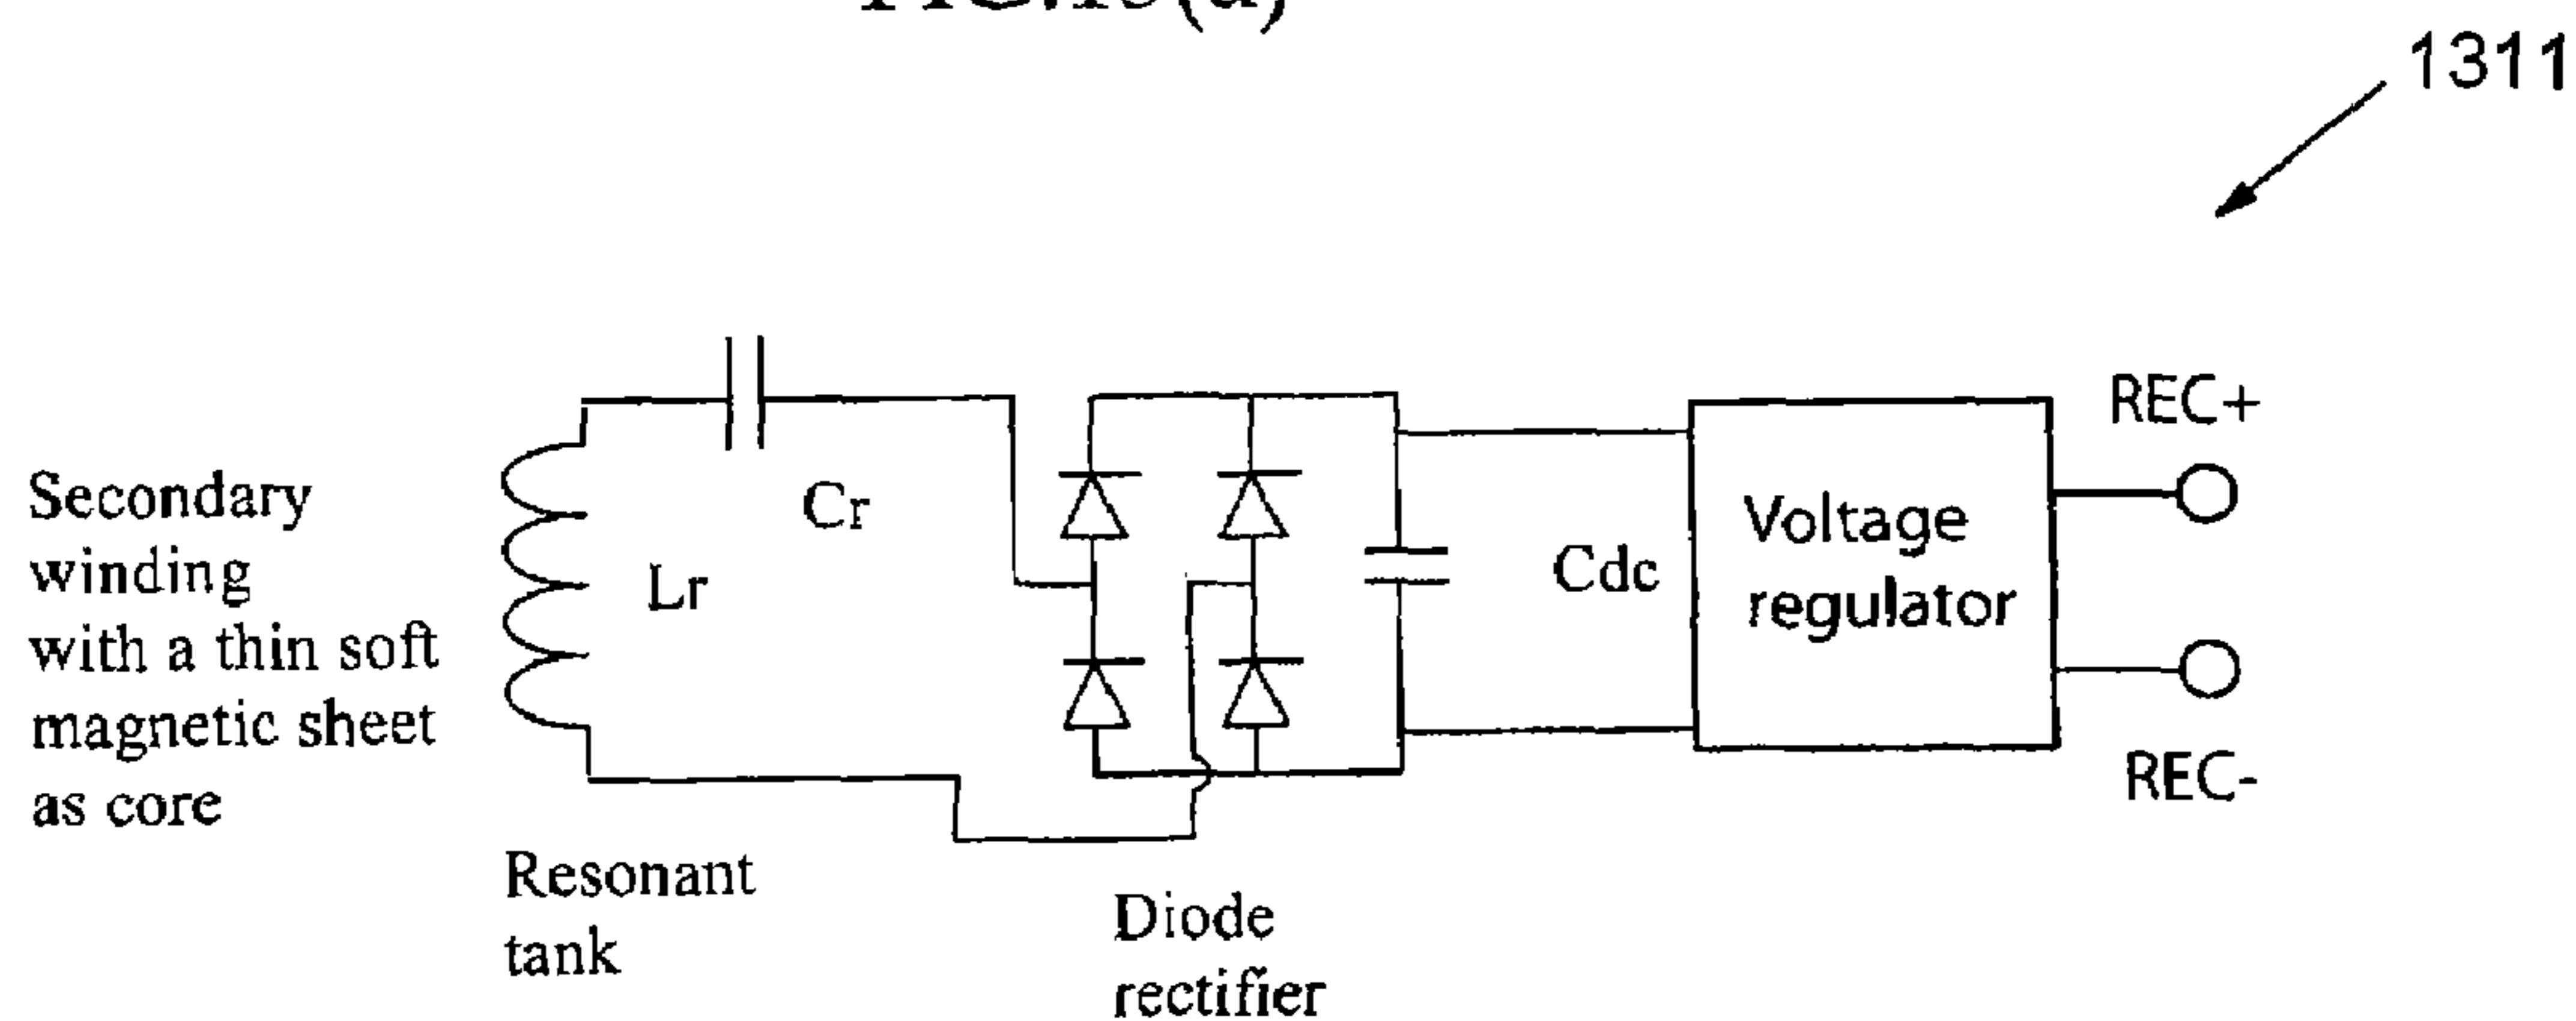 1311
REC+
Secondary
winding
with a thin soft
magnetic sheet
as core
Cr
Lr
Cdc
Voltage
regulator
REC-
Resonant
tank
Diode
rectifier